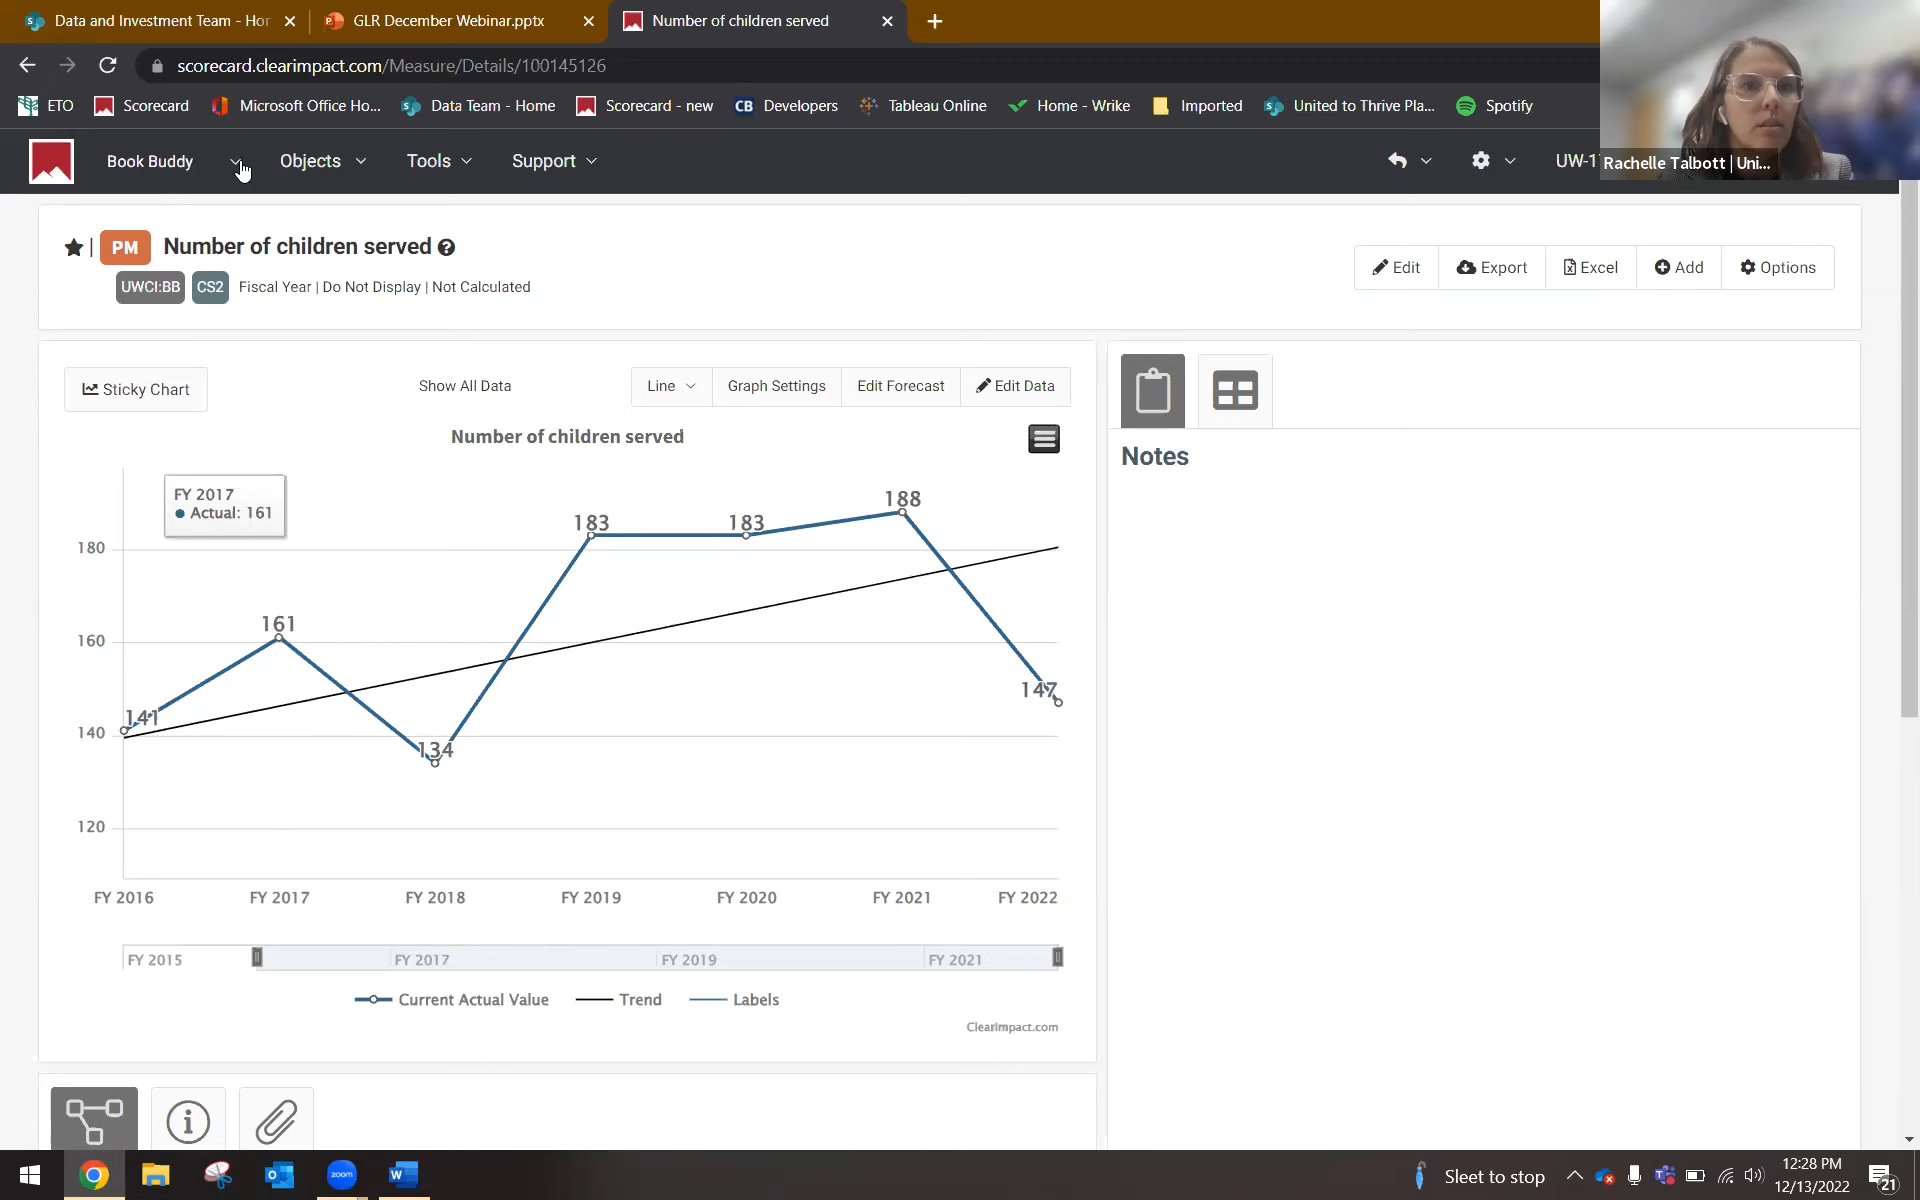 Data and Investment Team - Hor
GLR December Webinar.pptx
Number of children served
scorecard.clearimpact.com/Measure/Details/100145126
ETO
Scorecard
Microsoft Office Ho...
Data Team - Home
Scorecard - new
CB Developers
Tableau Online
Home - Wrike
Imported
United to Thrive Pla...
Spotify
Book Buddy
Objects
Tools
Support
UW-1
Rachelle Talbott | Uni...
PM Number of children served
UWCI:BB CS2 Fiscal Year | Do Not Display | Not Calculated
Edit
Export
Excel
Add
Options
Sticky Chart
Show All Data
Line
Graph Settings
Edit Forecast
Edit Data
Number of children served
FY 2017
Actual: 161
180
160
140
120
141
161
134
183
183
188
147
FY 2016
FY 2017
FY 2018
FY 2019
FY 2020
FY 2021
FY 2022
FY 2015
FY 2017
FY 2019
FY 2021
Current Actual Value
Trend
Labels
ClearImpact.com
Notes
zoom
W
Sleet to stop
12:28 PM
12/13/2022
21